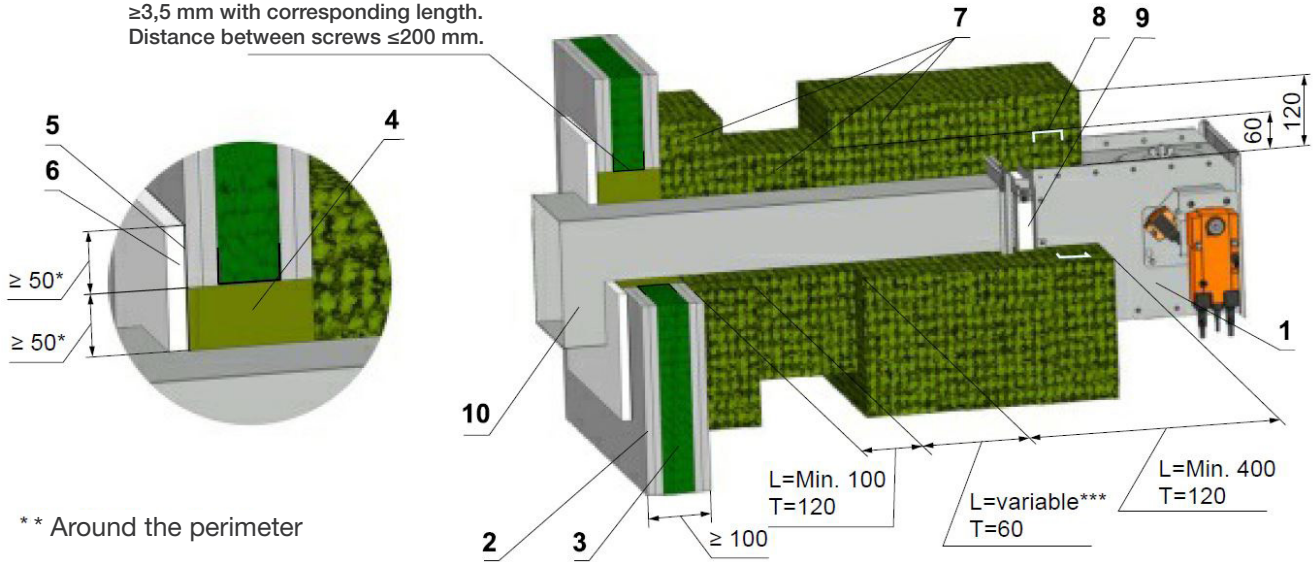 ≥3,5 mm with corresponding length.
Distance between screws ≤200 mm.
7
8
9
120
60
5
4
6
≥ 50*
≥ 50*
1
10
L=Min. 100
T=120
L=variable***
T=60
L=Min. 400
T=120
≥ 100
2
3
** Around the perimeter